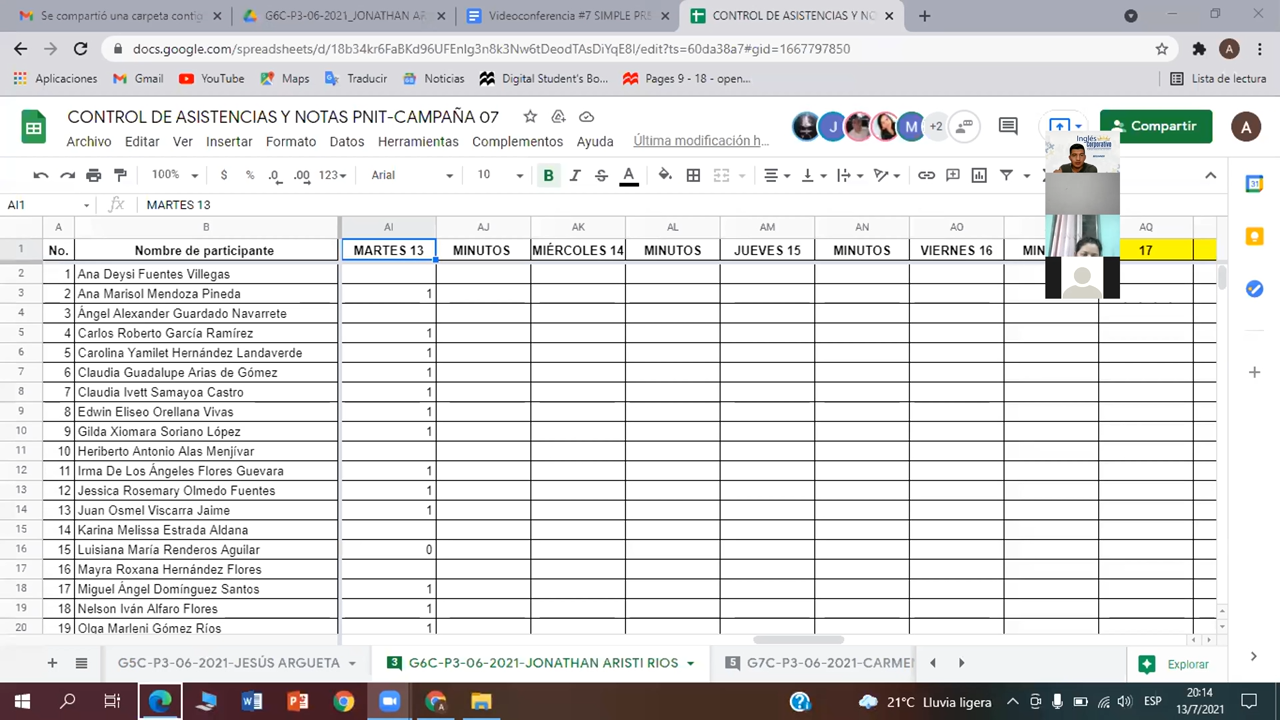 Se compartió una carpeta contig
G6C-P3-06-2021_JONATHAN AR
Videoconferencia #7 SIMPLE PR
CONTROL DE ASISTENCIAS Y NO
docs.google.com/spreadsheets/d/18b34kr6FaBKd96UFEnIg3n8k3Nw6tDeodTAsDiYqE8I/edit?ts=60da38a7#gid=1667797850
A
Aplicaciones Gmail YouTube Maps Traducir Noticias Digital Student's Bo... Pages 9 - 18 - open... Lista de lectura
CONTROL DE ASISTENCIAS Y NOTAS PNIT-CAMPAÑA 07
J M +2 Compartir A
Archivo Editar Ver Insertar Formato Datos Herramientas Complementos Ayuda Última modificación h...
Inglés Corporativo
100% $ % .0 .00 123 Arial 10 B I S A
AI1 fx MARTES 13
A B AI AJ AK AL AM AN AO AQ
1 No. Nombre de participante MARTES 13 MINUTOS MIÉRCOLES 14 MINUTOS JUEVES 15 MINUTOS VIERNES 16 MIN 17
2 1 Ana Deysi Fuentes Villegas
3 2 Ana Marisol Mendoza Pineda 1
4 3 Ángel Alexander Guardado Navarrete
5 4 Carlos Roberto García Ramírez 1
6 5 Carolina Yamilet Hernández Landaverde 1
7 6 Claudia Guadalupe Arias de Gómez 1
8 7 Claudia Ivett Samayoa Castro 1
9 8 Edwin Eliseo Orellana Vivas 1
10 9 Gilda Xiomara Soriano López 1
11 10 Heriberto Antonio Alas Menjívar
12 11 Irma De Los Ángeles Flores Guevara 1
13 12 Jessica Rosemary Olmedo Fuentes 1
14 13 Juan Osmel Viscarra Jaime 1
15 14 Karina Melissa Estrada Aldana
16 15 Luisiana María Renderos Aguilar 0
17 16 Mayra Roxana Hernández Flores
18 17 Miguel Ángel Domínguez Santos 1
19 18 Nelson Iván Alfaro Flores 1
20 19 Olga Marleni Gómez Ríos 1
G5C-P3-06-2021-JESÚS ARGUETA 3 G6C-P3-06-2021-JONATHAN ARISTI RIOS 5 G7C-P3-06-2021-CARMEN Explorar
21°C Lluvia ligera ESP 20:14
13/7/2021